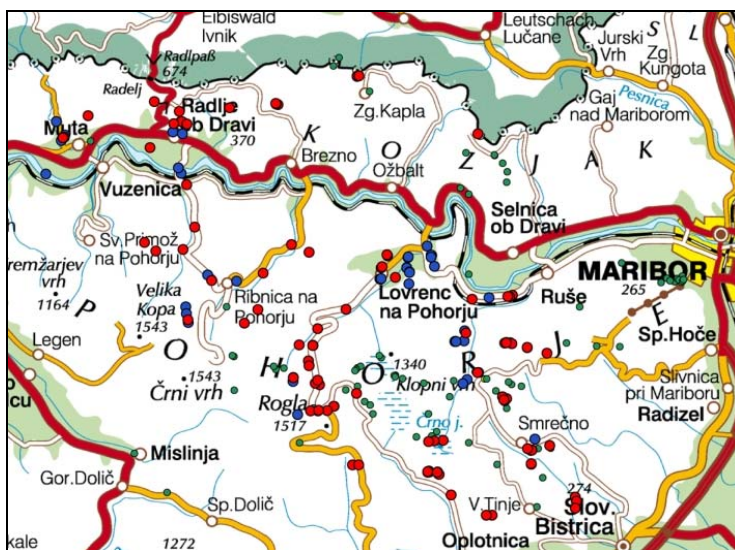 Eibiswald
Ivnik
Leutschach
Lučane
Jurski
Vrh
Zg.
Kungota
S L
Radlpaß
674
Radelj
Radlje
ob Dravi
370
Muta
Zg.Kapla
Gaj
nad Mariborom
Pesnica
K O Z J A K
Brezno
Ožbalt
Vuzenica
Selnica
ob Dravi
Sv. Primož
na Pohorju
MARIBOR
265
remžarjev
vrh
1164
Velika
Kopa
1543
Ribnica na
Pohorju
Lovrenc
na Pohorju
Ruše
P O H O R J E
Sp.Hoče
Legen
Črni vrh
1543
1340
Klopni vrh
Slivnica
pri Mariboru
Radizel
cu
Rogla
1517
Črno j.
Smrečno
Mislinja
Gor.Dolič
Sp.Dolič
274
V.Tinje
Slov.
Bistrica
Oplotnica
kale
1272